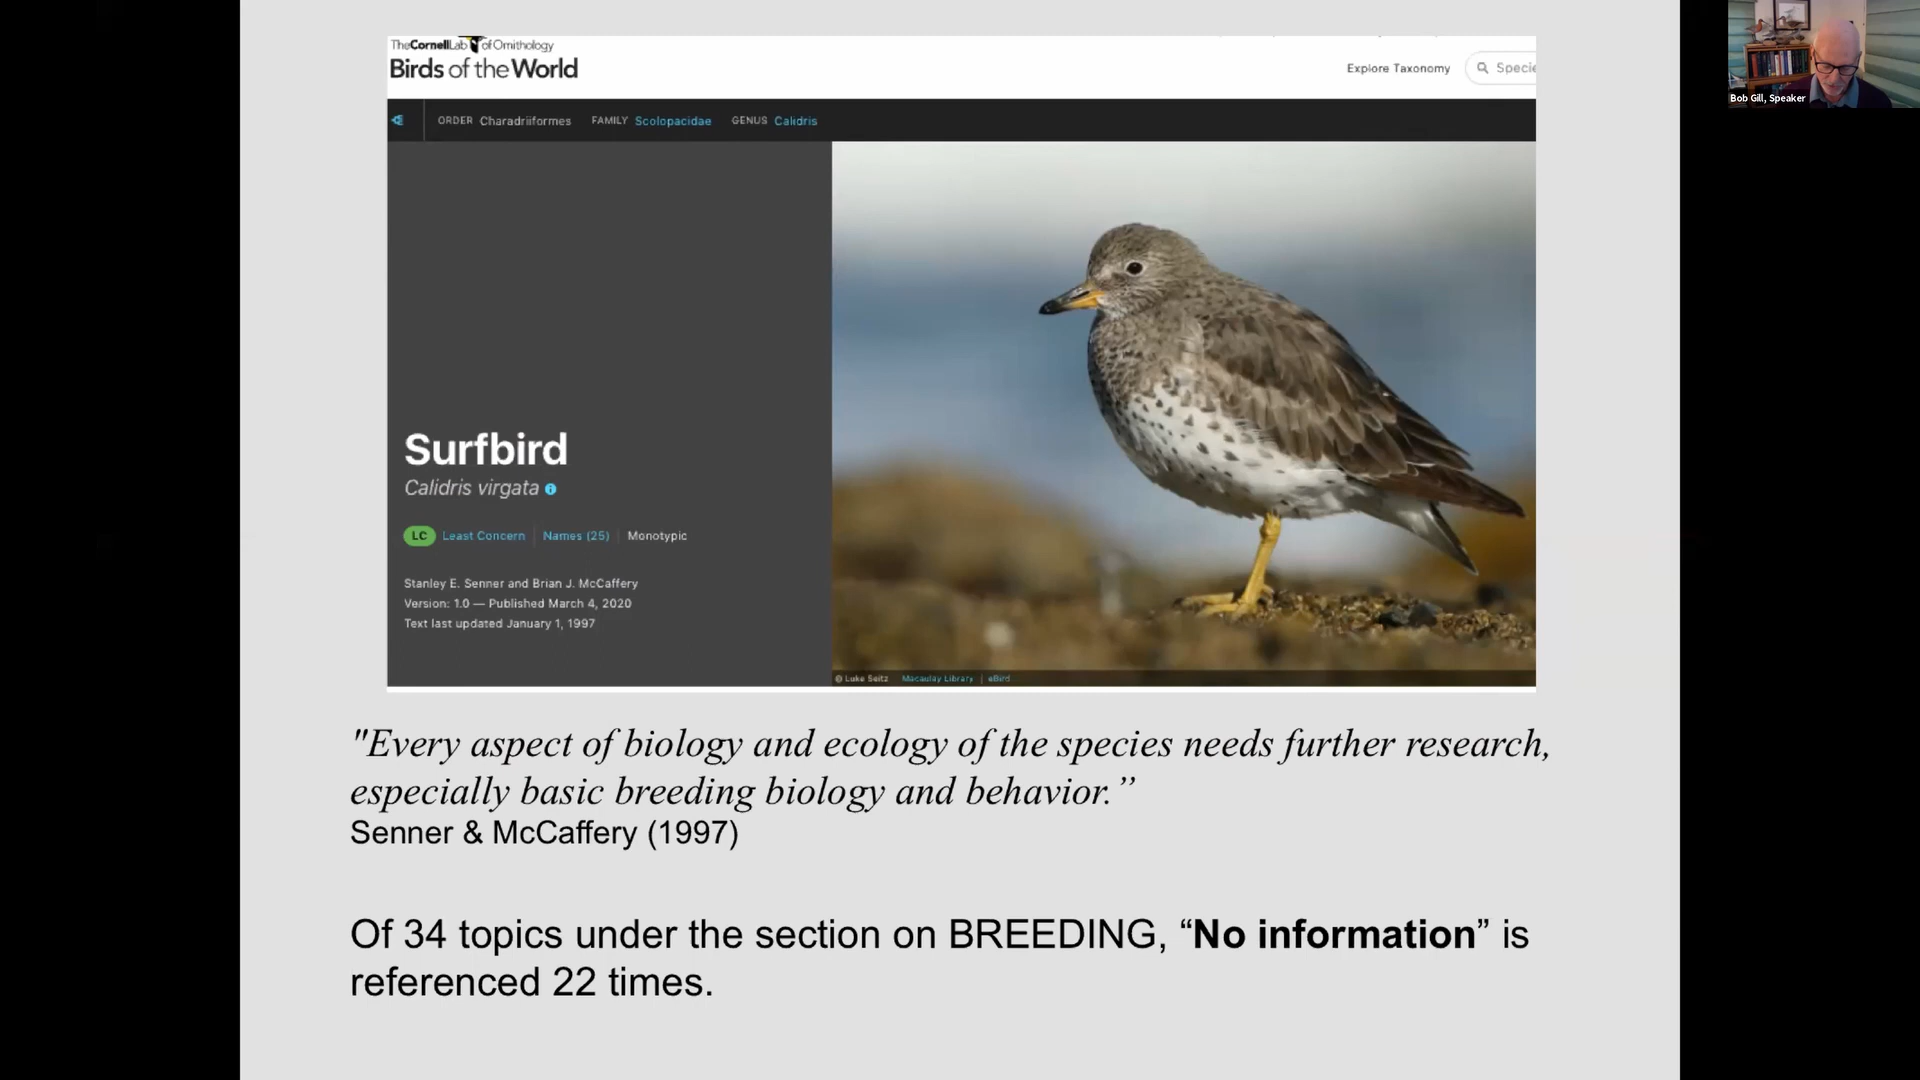 TheCornellLab of Ornithology
Birds of the World
Explore Taxonomy
Specie
ORDER Charadriiformes FAMILY Scolopacidae GENUS Calidris
Surfbird
Calidris virgata
LC Least Concern Names (25) Monotypic
Stanley E. Senner and Brian J. McCaffery
Version: 1.0 — Published March 4, 2020
Text last updated January 1, 1997
© Luke Seitz Macaulay Library eBird
"Every aspect of biology and ecology of the species needs further research,
especially basic breeding biology and behavior.”
Senner & McCaffery (1997)
Of 34 topics under the section on BREEDING, “No information” is
referenced 22 times.
Bob Gill, Speaker